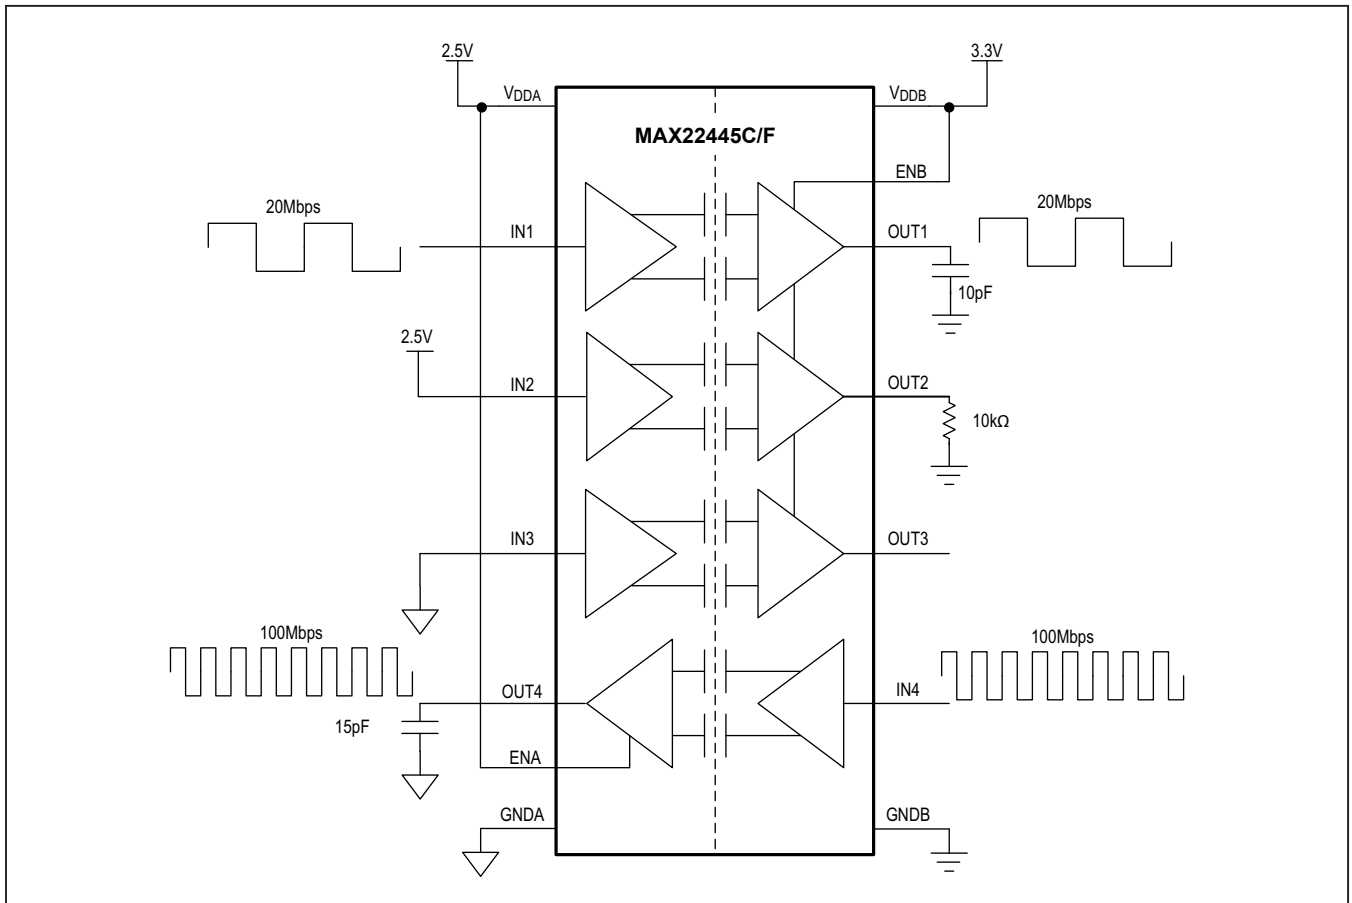 2.5V
3.3V
VDDA
VDDB
MAX22445C/F
ENB
20Mbps
IN1
OUT1
20Mbps
10pF
2.5V
IN2
OUT2
10kΩ
IN3
OUT3
100Mbps
100Mbps
OUT4
IN4
15pF
ENA
GNDA
GNDB